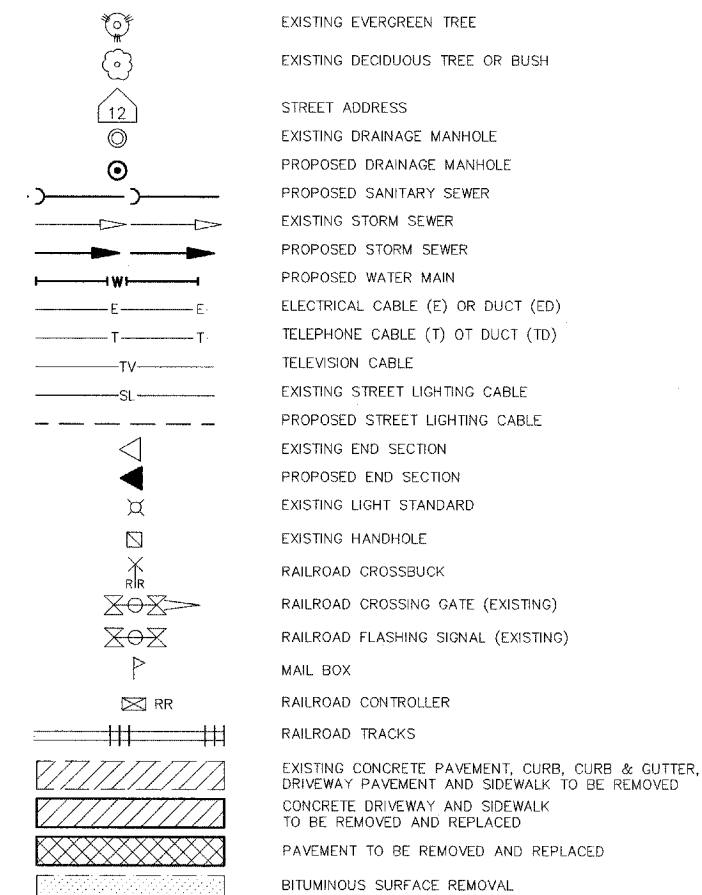 EXISTING EVERGREEN TREE
EXISTING DECIDUOUS TREE OR BUSH
12 STREET ADDRESS
EXISTING DRAINAGE MANHOLE
PROPOSED DRAINAGE MANHOLE
PROPOSED SANITARY SEWER
EXISTING STORM SEWER
PROPOSED STORM SEWER
W PROPOSED WATER MAIN
E E ELECTRICAL CABLE (E) OR DUCT (ED)
T T TELEPHONE CABLE (T) OT DUCT (TD)
TV TELEVISION CABLE
SL EXISTING STREET LIGHTING CABLE
PROPOSED STREET LIGHTING CABLE
EXISTING END SECTION
PROPOSED END SECTION
EXISTING LIGHT STANDARD
EXISTING HANDHOLE
RR RAILROAD CROSSBUCK
RAILROAD CROSSING GATE (EXISTING)
RAILROAD FLASHING SIGNAL (EXISTING)
MAIL BOX
RR RAILROAD CONTROLLER
RAILROAD TRACKS
EXISTING CONCRETE PAVEMENT, CURB, CURB & GUTTER,
DRIVEWAY PAVEMENT AND SIDEWALK TO BE REMOVED
CONCRETE DRIVEWAY AND SIDEWALK
TO BE REMOVED AND REPLACED
PAVEMENT TO BE REMOVED AND REPLACED
BITUMINOUS SURFACE REMOVAL